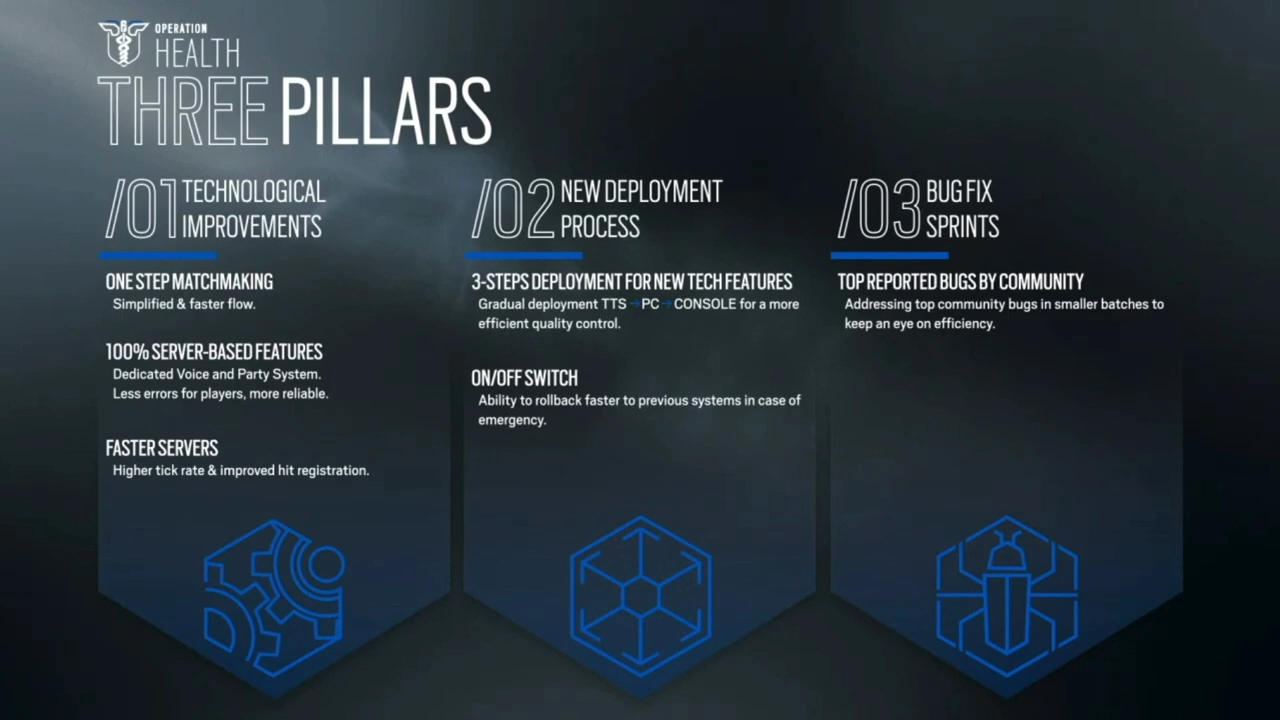 OPERATION
HEALTH
THREE PILLARS
/01 TECHNOLOGICAL
IMPROVEMENTS
ONE STEP MATCHMAKING
Simplified & faster flow.
100% SERVER-BASED FEATURES
Dedicated Voice and Party System.
Less errors for players, more reliable.
FASTER SERVERS
Higher tick rate & improved hit registration.
/02 NEW DEPLOYMENT
PROCESS
3-STEPS DEPLOYMENT FOR NEW TECH FEATURES
Gradual deployment TTS → PC → CONSOLE for a more
efficient quality control.
ON/OFF SWITCH
Ability to rollback faster to previous systems in case of
emergency.
/03 BUG FIX
SPRINTS
TOP REPORTED BUGS BY COMMUNITY
Addressing top community bugs in smaller batches to
keep an eye on efficiency.